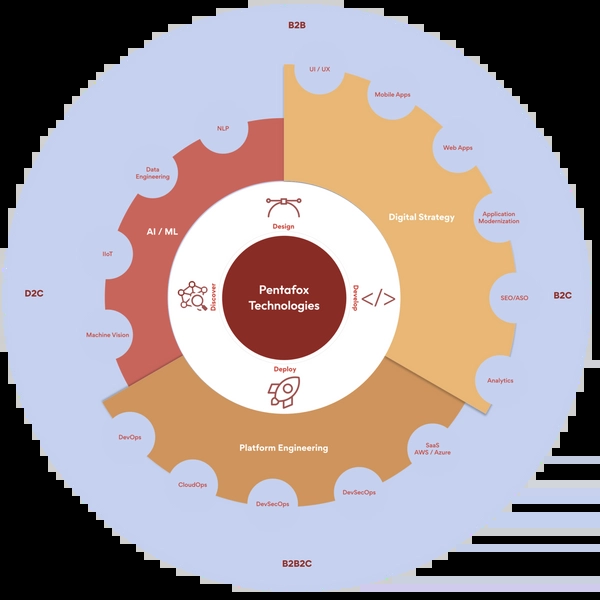 B2B
UI / UX
Mobile Apps
NLP
Web Apps
Data
Engineering
Application
Modernization
Digital Strategy
AI / ML
Design
IIoT
Discover
Pentafox
Technologies
Develop
</>
D2C
SEO/ASO
B2C
Machine Vision
Deploy
Analytics
DevOps
Platform Engineering
SaaS
AWS / Azure
CloudOps
DevSecOps
DevSecOps
B2B2C